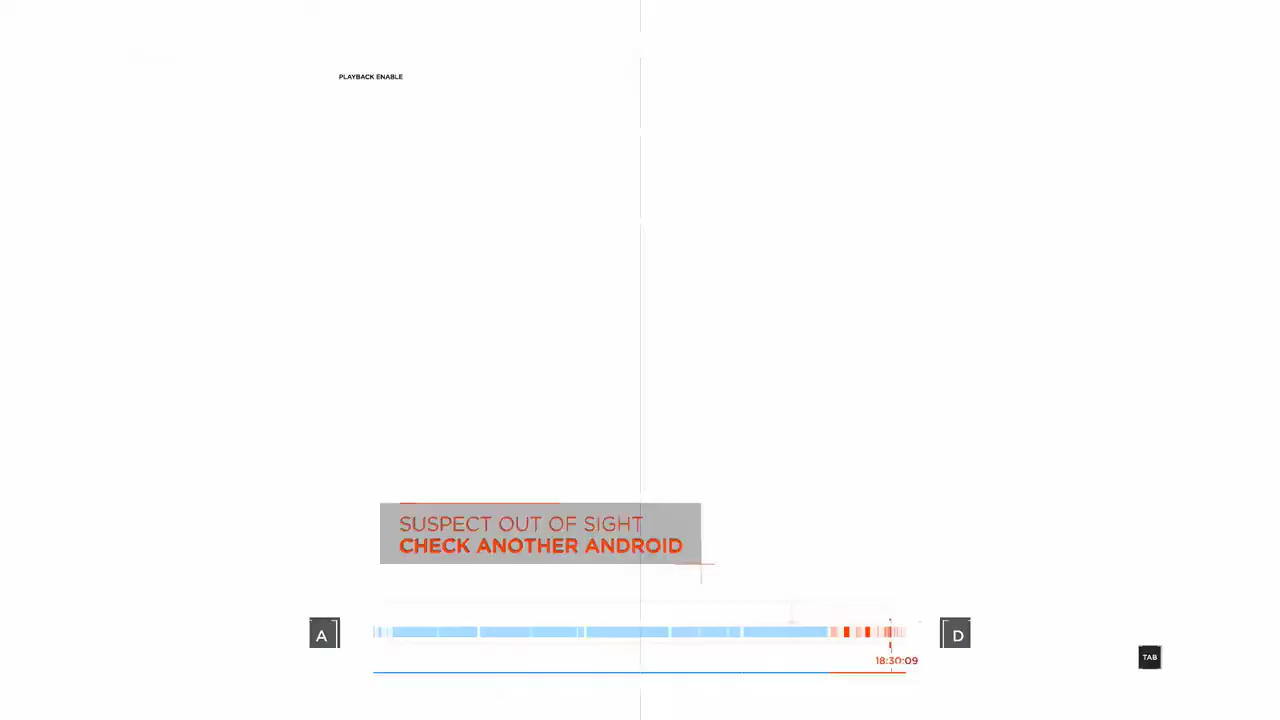 PLAYBACK ENABLE
SUSPECT OUT OF SIGHT
CHECK ANOTHER ANDROID
A
D
18:30:09
TAB